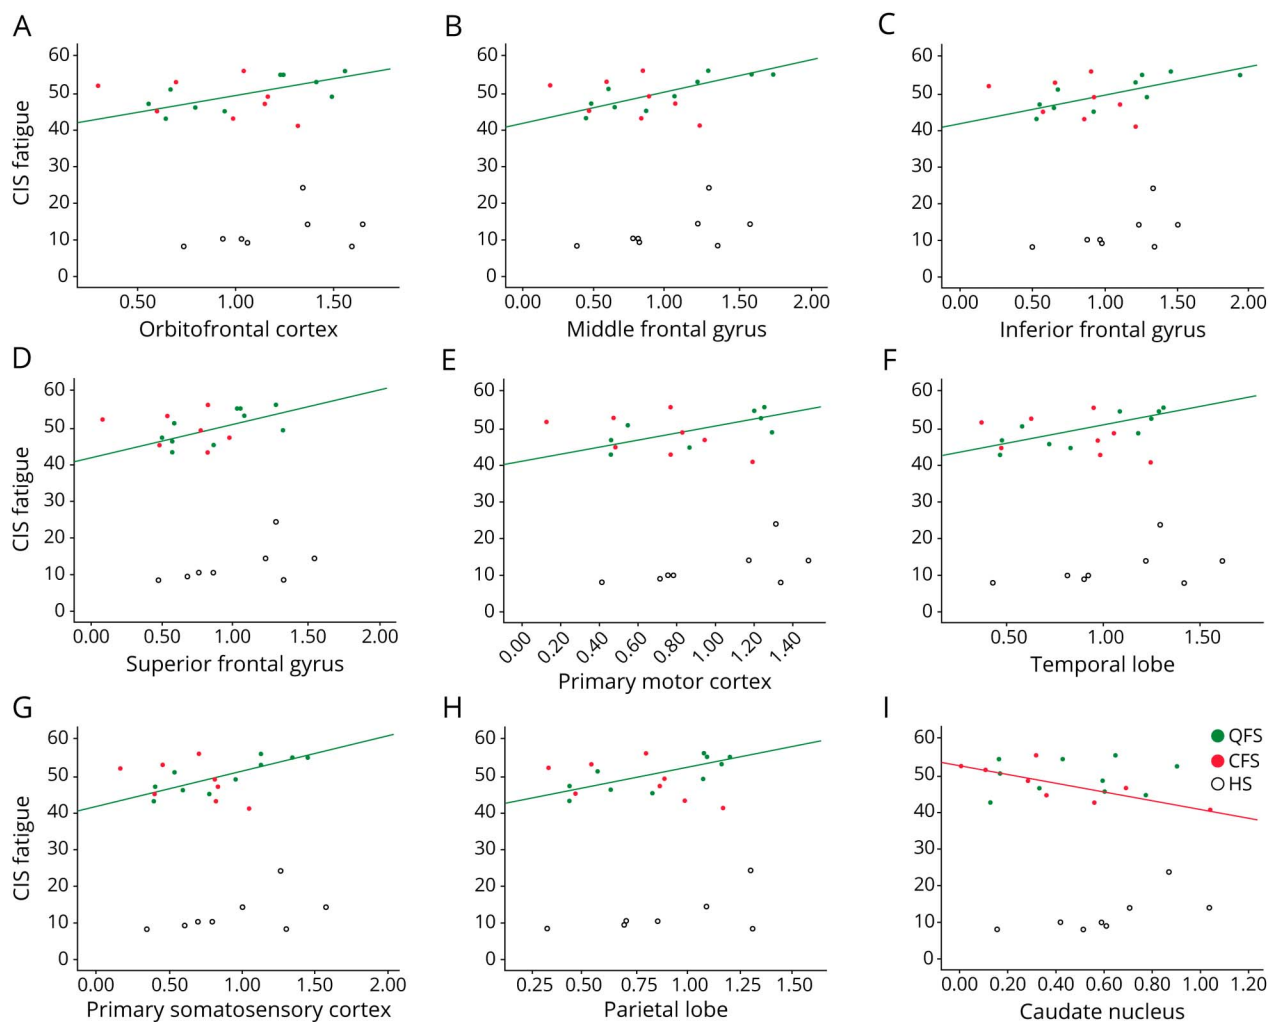 A
B
C
CIS fatigue
60
50
40
30
20
10
0
0.50 1.00 1.50
Orbitofrontal cortex
60
50
40
30
20
10
0
0.00 0.50 1.00 1.50 2.00
Middle frontal gyrus
60
50
40
30
20
10
0
0.00 0.50 1.00 1.50 2.00
Inferior frontal gyrus
D
E
F
CIS fatigue
60
50
40
30
20
10
0
0.00 0.50 1.00 1.50 2.00
Superior frontal gyrus
60
50
40
30
20
10
0
0.00 0.20 0.40 0.60 0.80 1.00 1.20 1.40
Primary motor cortex
60
50
40
30
20
10
0
0.50 1.00 1.50
Temporal lobe
G
H
I
CIS fatigue
60
50
40
30
20
10
0
0.00 0.50 1.00 1.50 2.00
Primary somatosensory cortex
60
50
40
30
20
10
0
0.25 0.50 0.75 1.00 1.25 1.50
Parietal lobe
60
50
40
30
20
10
0
0.00 0.20 0.40 0.60 0.80 1.00 1.20
Caudate nucleus
QFS
CFS
HS